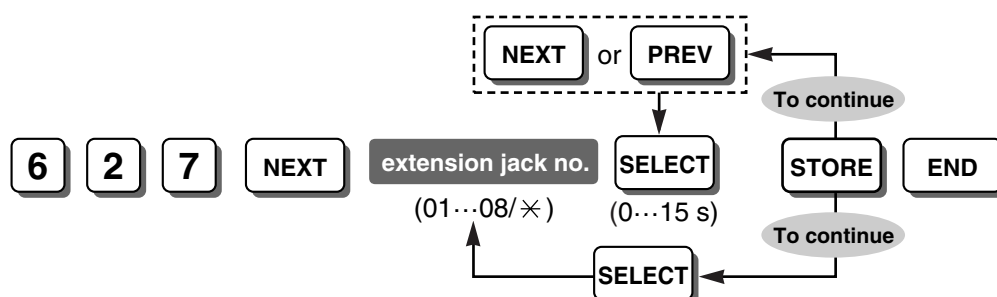 NEXT or PREV
To continue
6 2 7 NEXT extension jack no. SELECT STORE END
(01···08/✳) (0···15 s)
To continue
SELECT